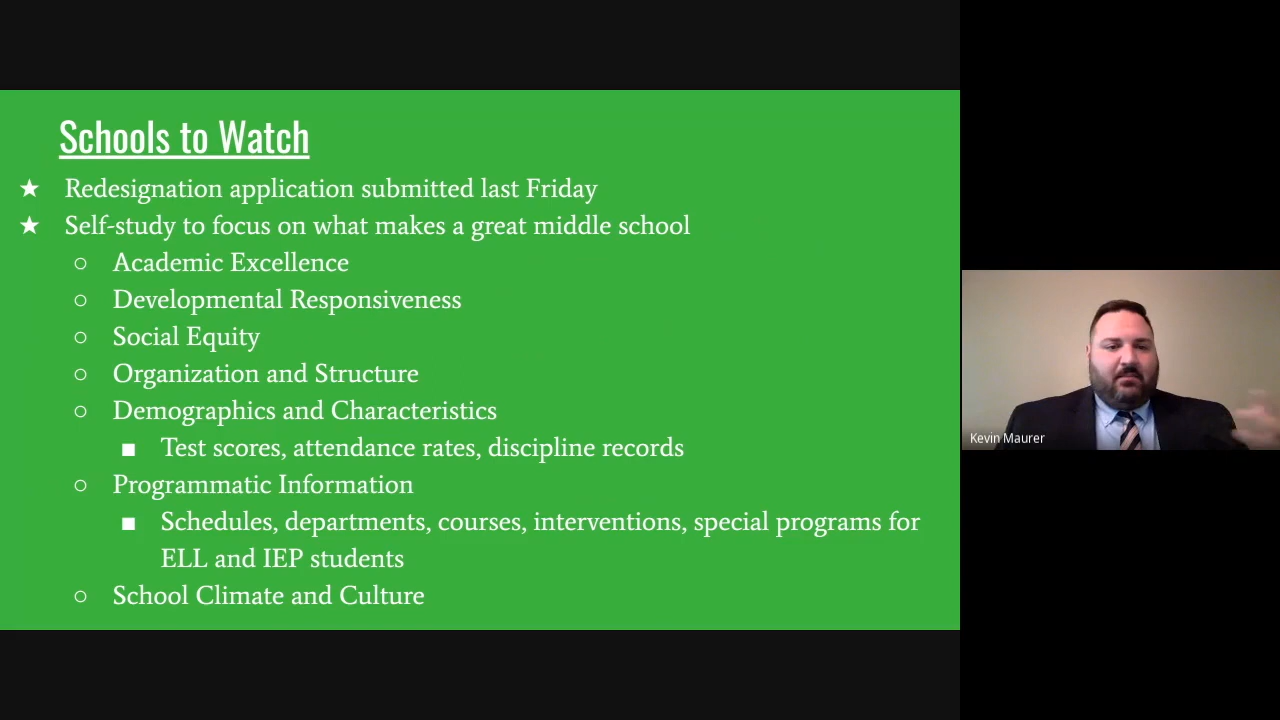 Schools to Watch
★ Redesignation application submitted last Friday
★ Self-study to focus on what makes a great middle school
○ Academic Excellence
○ Developmental Responsiveness
○ Social Equity
○ Organization and Structure
○ Demographics and Characteristics
■ Test scores, attendance rates, discipline records
○ Programmatic Information
■ Schedules, departments, courses, interventions, special programs for
ELL and IEP students
○ School Climate and Culture
Kevin Maurer